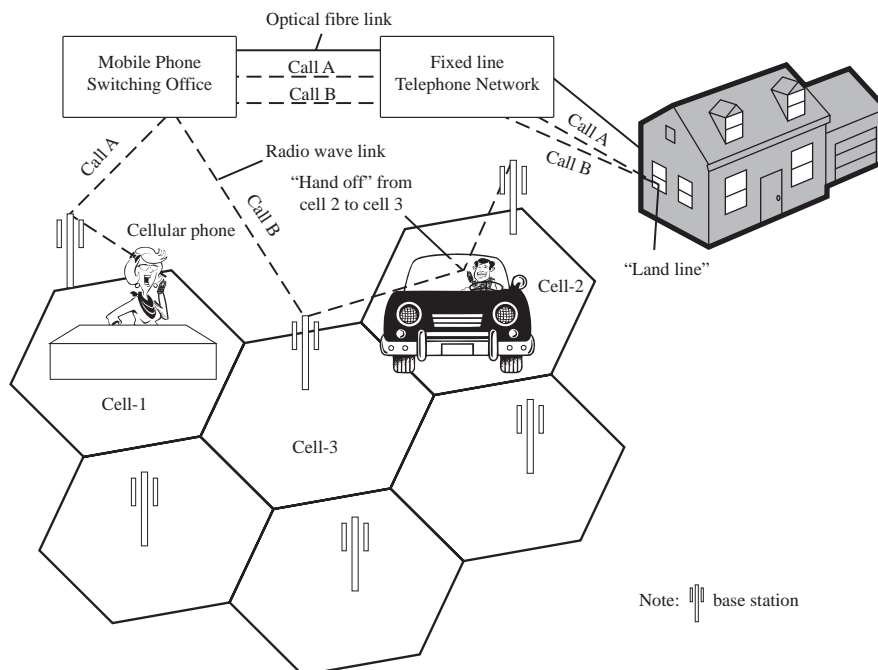 Optical fibre link
Mobile Phone
Switching Office
Call A
Call B
Fixed line
Telephone Network
Call A
Call B
Call A
Radio wave link
“Hand off” from
cell 2 to cell 3
Call B
Cellular phone
“Land line”
Cell-2
Cell-1
Cell-3
Note: base station